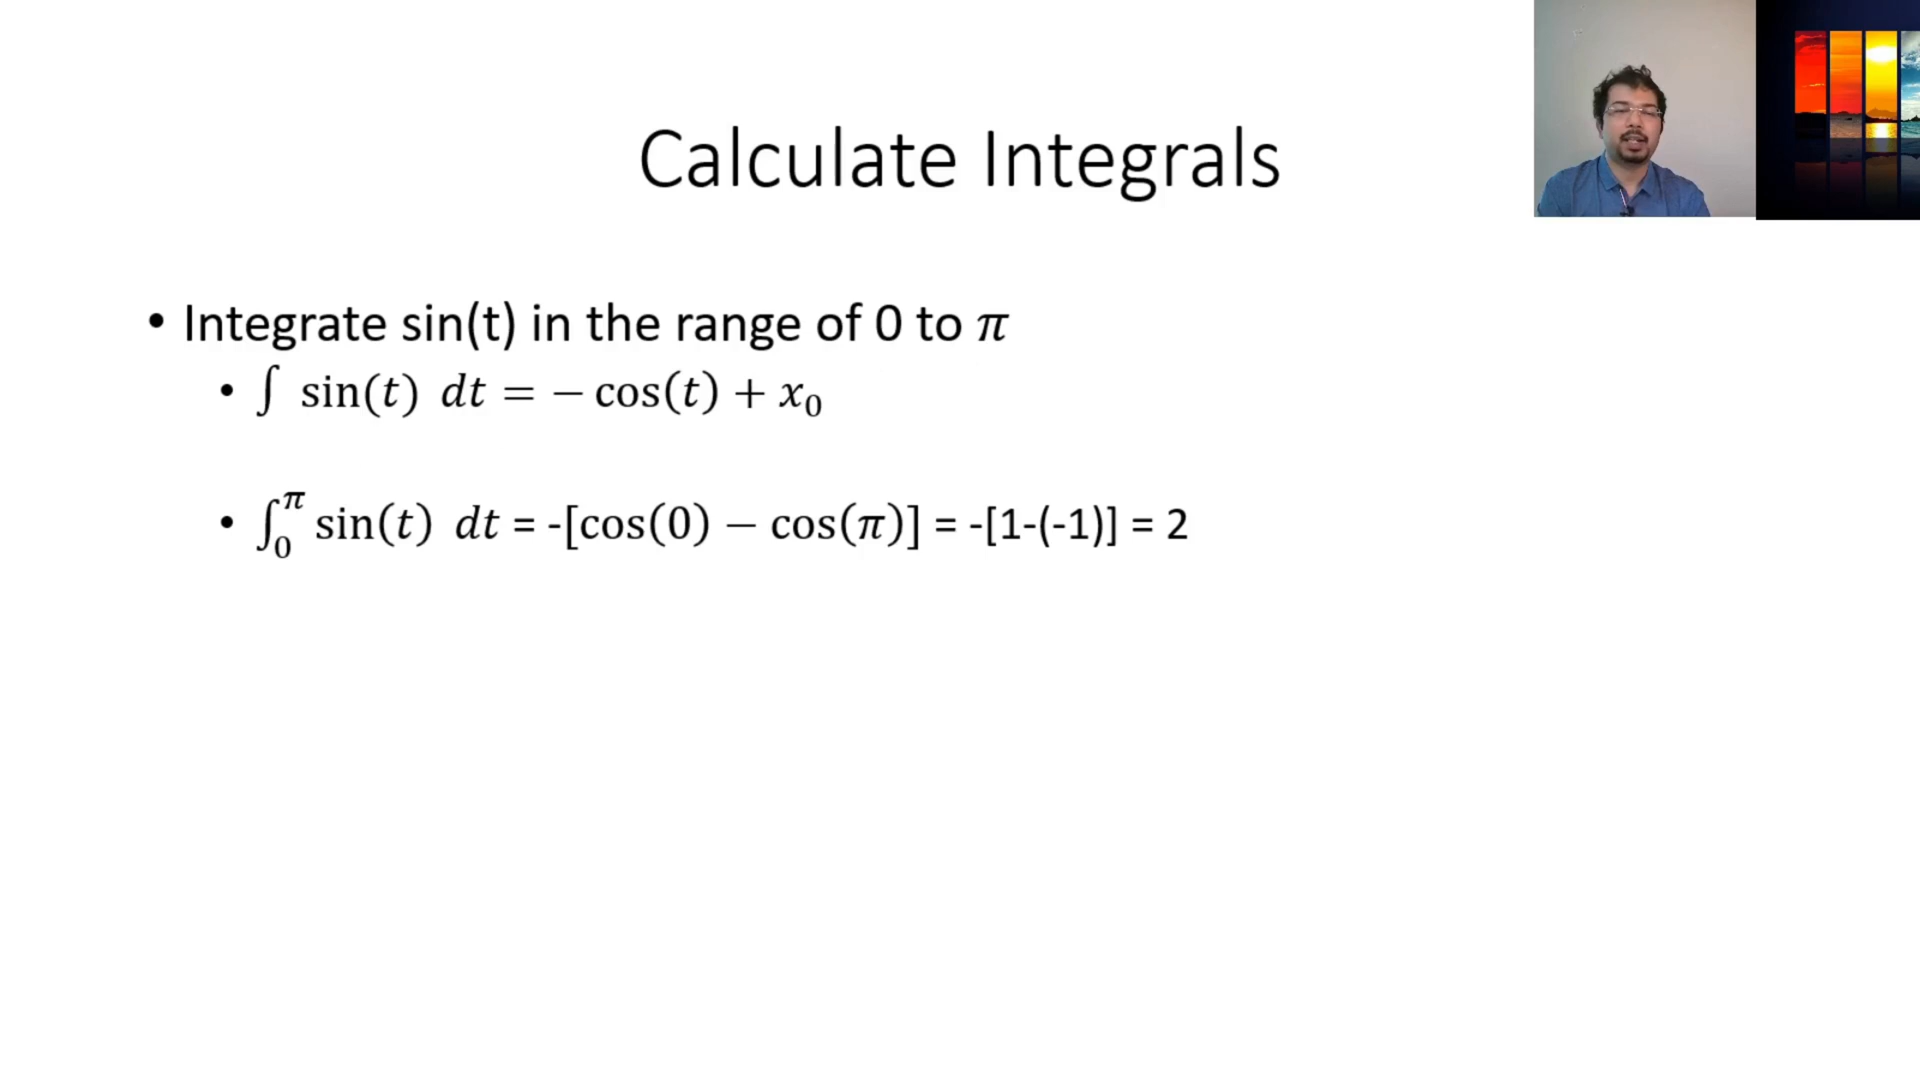 Calculate Integrals
• Integrate sin(t) in the range of 0 to π
• ∫ sin(t) dt = − cos(t) + x₀
• ∫₀^π sin(t) dt = -[cos(0) − cos(π)] = -[1-(-1)] = 2